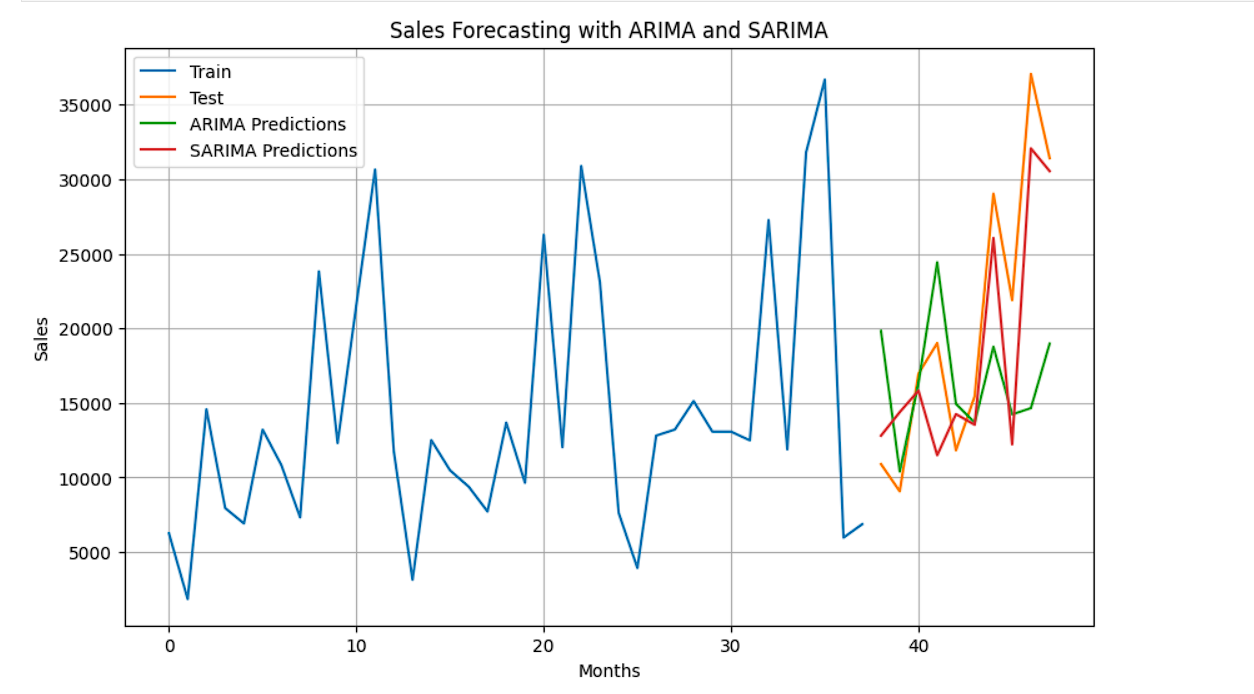 Sales Forecasting with ARIMA and SARIMA
Train
Test
ARIMA Predictions
SARIMA Predictions
35000
30000
25000
20000
15000
10000
5000
Sales
0
10
20
30
40
Months